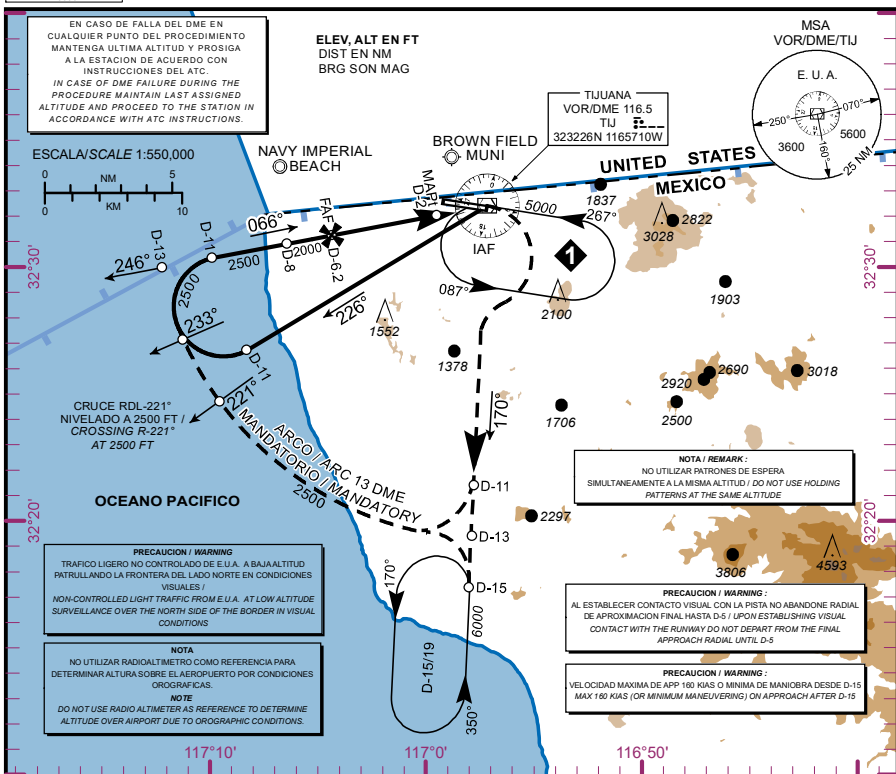 EN CASO DE FALLA DEL DME EN
CUALQUIER PUNTO DEL PROCEDIMIENTO
MANTENGA ULTIMA ALTITUD Y PROSIGA
A LA ESTACION DE ACUERDO CON
INSTRUCCIONES DEL ATC.
IN CASE OF DME FAILURE DURING THE
PROCEDURE MAINTAIN LAST ASSIGNED
ALTITUDE AND PROCEED TO THE STATION IN
ACCORDANCE WITH ATC INSTRUCTIONS.
ELEV, ALT EN FT
DIST EN NM
BRG SON MAG
MSA
VOR/DME/TIJ
E. U. A.
070°
250°
160°
3600
5600
25 NM
TIJUANA
VOR/DME 116.5
TIJ
323226N 1165710W
ESCALA/SCALE 1:550,000
0 NM 5
0 KM 10
NAVY IMPERIAL
BEACH
BROWN FIELD
MUNI
UNITED STATES
MEXICO
1837
2822
3028
MAPT
D-2
FAF
D-6.2
066°
2000
D-8
2500
D-11
D-13
246°
2500
233°
D-11
226°
IAF
5000
267°
087°
1
2100
1903
1552
1378
2690
2920
3018
2500
1706
32°30'
32°30'
221°
CRUCE RDL-221°
NIVELADO A 2500 FT /
CROSSING R-221°
AT 2500 FT
ARCO / ARC 13 DME
MANDATORIO / MANDATORY
2500
170°
D-11
D-13
D-15
2297
NOTA / REMARK :
NO UTILIZAR PATRONES DE ESPERA
SIMULTANEAMENTE A LA MISMA ALTITUD / DO NOT USE HOLDING
PATTERNS AT THE SAME ALTITUDE
OCEANO PACIFICO
32°20'
32°20'
3806
4593
PRECAUCION / WARNING
TRAFICO LIGERO NO CONTROLADO DE E.U.A. A BAJA ALTITUD
PATRULLANDO LA FRONTERA DEL LADO NORTE EN CONDICIONES
VISUALES /
NON-CONTROLLED LIGHT TRAFFIC FROM E.U.A. AT LOW ALTITUDE
SURVEILLANCE OVER THE NORTH SIDE OF THE BORDER IN VISUAL
CONDITIONS
170°
6000
D-15/19
350°
PRECAUCION / WARNING :
AL ESTABLECER CONTACTO VISUAL CON LA PISTA NO ABANDONE RADIAL
DE APROXIMACION FINAL HASTA D-5 / UPON ESTABLISHING VISUAL
CONTACT WITH THE RUNWAY DO NOT DEPART FROM THE FINAL
APPROACH RADIAL UNTIL D-5
NOTA
NO UTILIZAR RADIOALTIMETRO COMO REFERENCIA PARA
DETERMINAR ALTURA SOBRE EL AEROPUERTO POR CONDICIONES
OROGRAFICAS.
NOTE
DO NOT USE RADIO ALTIMETER AS REFERENCE TO DETERMINE
ALTITUDE OVER AIRPORT DUE TO OROGRAPHIC CONDITIONS.
PRECAUCION / WARNING :
VELOCIDAD MAXIMA DE APP 160 KIAS O MINIMA DE MANIOBRA DESDE D-15
MAX 160 KIAS (OR MINIMUM MANEUVERING) ON APPROACH AFTER D-15
117°10'
117°0'
116°50'